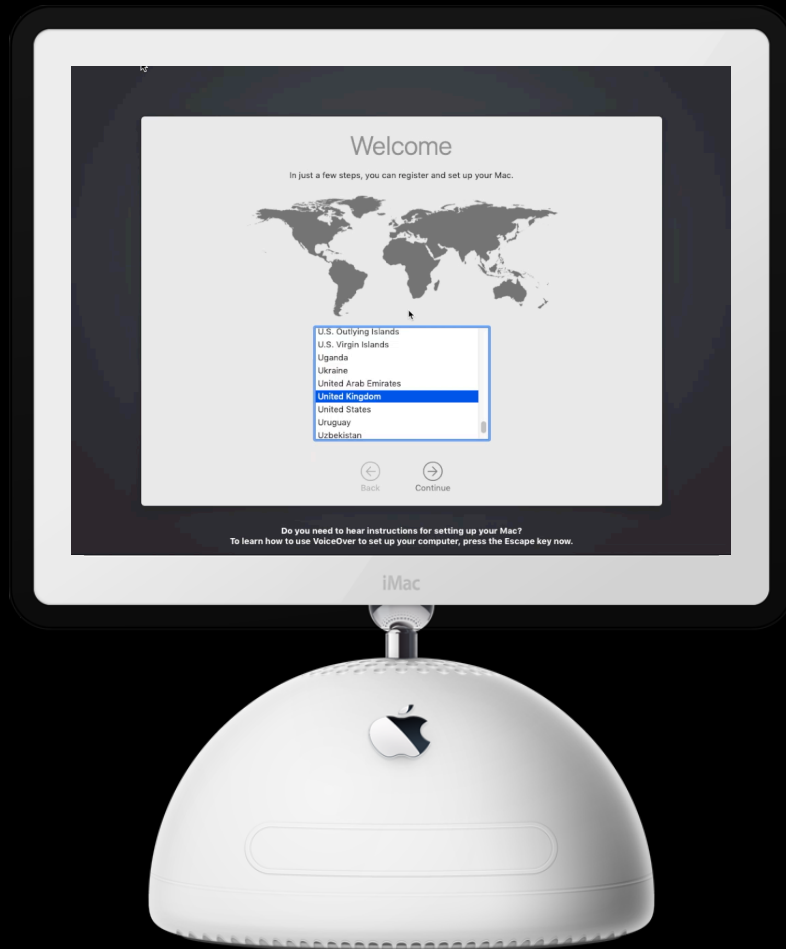 Welcome
In just a few steps, you can register and set up your Mac.
U.S. Outlying Islands
U.S. Virgin Islands
Uganda
Ukraine
United Arab Emirates
United Kingdom
United States
Uruguay
Uzbekistan
Back
Continue
Do you need to hear instructions for setting up your Mac?
To learn how to use VoiceOver to set up your computer, press the Escape key now.
iMac